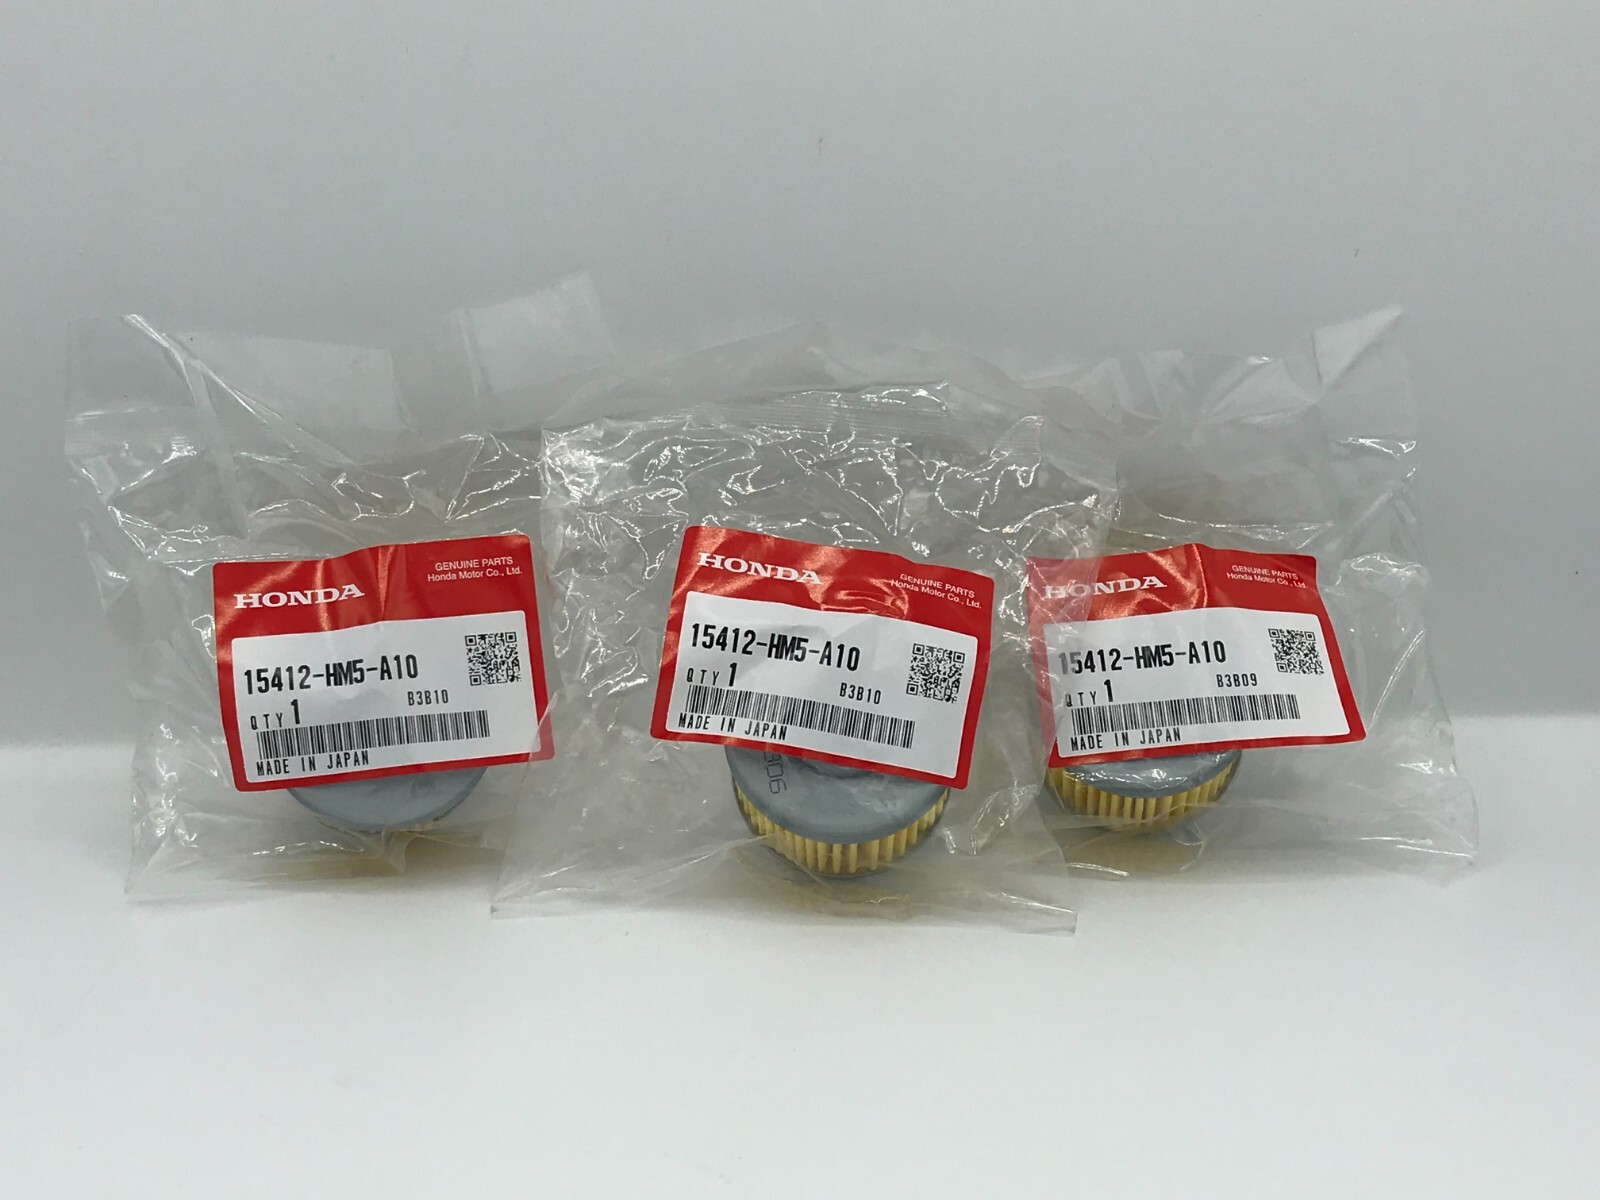 HONDA
GENUINE PARTS
Honda Motor Co., Ltd.
15412-HM5-A10
QTY 1
B3B10
MADE IN JAPAN
HONDA
GENUINE PARTS
Honda Motor Co., Ltd.
15412-HM5-A10
QTY 1
B3B10
MADE IN JAPAN
HONDA
GENUINE PARTS
Honda Motor Co., Ltd.
15412-HM5-A10
QTY 1
B3B09
MADE IN JAPAN